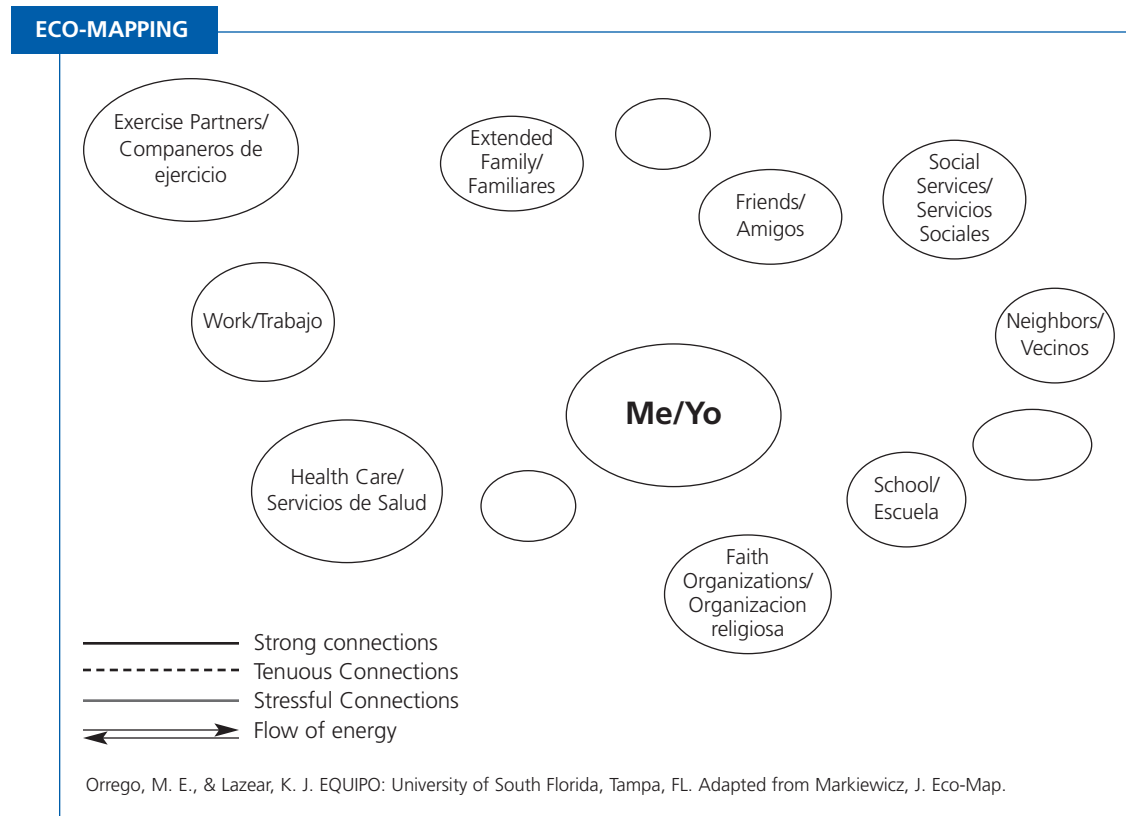 ECO-MAPPING
Exercise Partners/
Companeros de
ejercicio
Extended
Family/
Familiares
Friends/
Amigos
Social
Services/
Servicios
Sociales
Work/Trabajo
Neighbors/
Vecinos
Me/Yo
Health Care/
Servicios de Salud
School/
Escuela
Faith
Organizations/
Organizacion
religiosa
Strong connections
Tenuous Connections
Stressful Connections
Flow of energy
Orrego, M. E., & Lazear, K. J. EQUIPO: University of South Florida, Tampa, FL. Adapted from Markiewicz, J. Eco-Map.